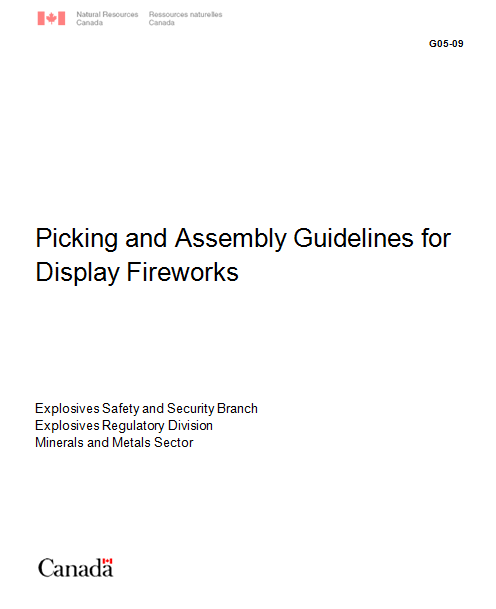 Natural Resources Ressources naturelles
Canada Canada
G05-09
Picking and Assembly Guidelines for
Display Fireworks
Explosives Safety and Security Branch
Explosives Regulatory Division
Minerals and Metals Sector
Canada